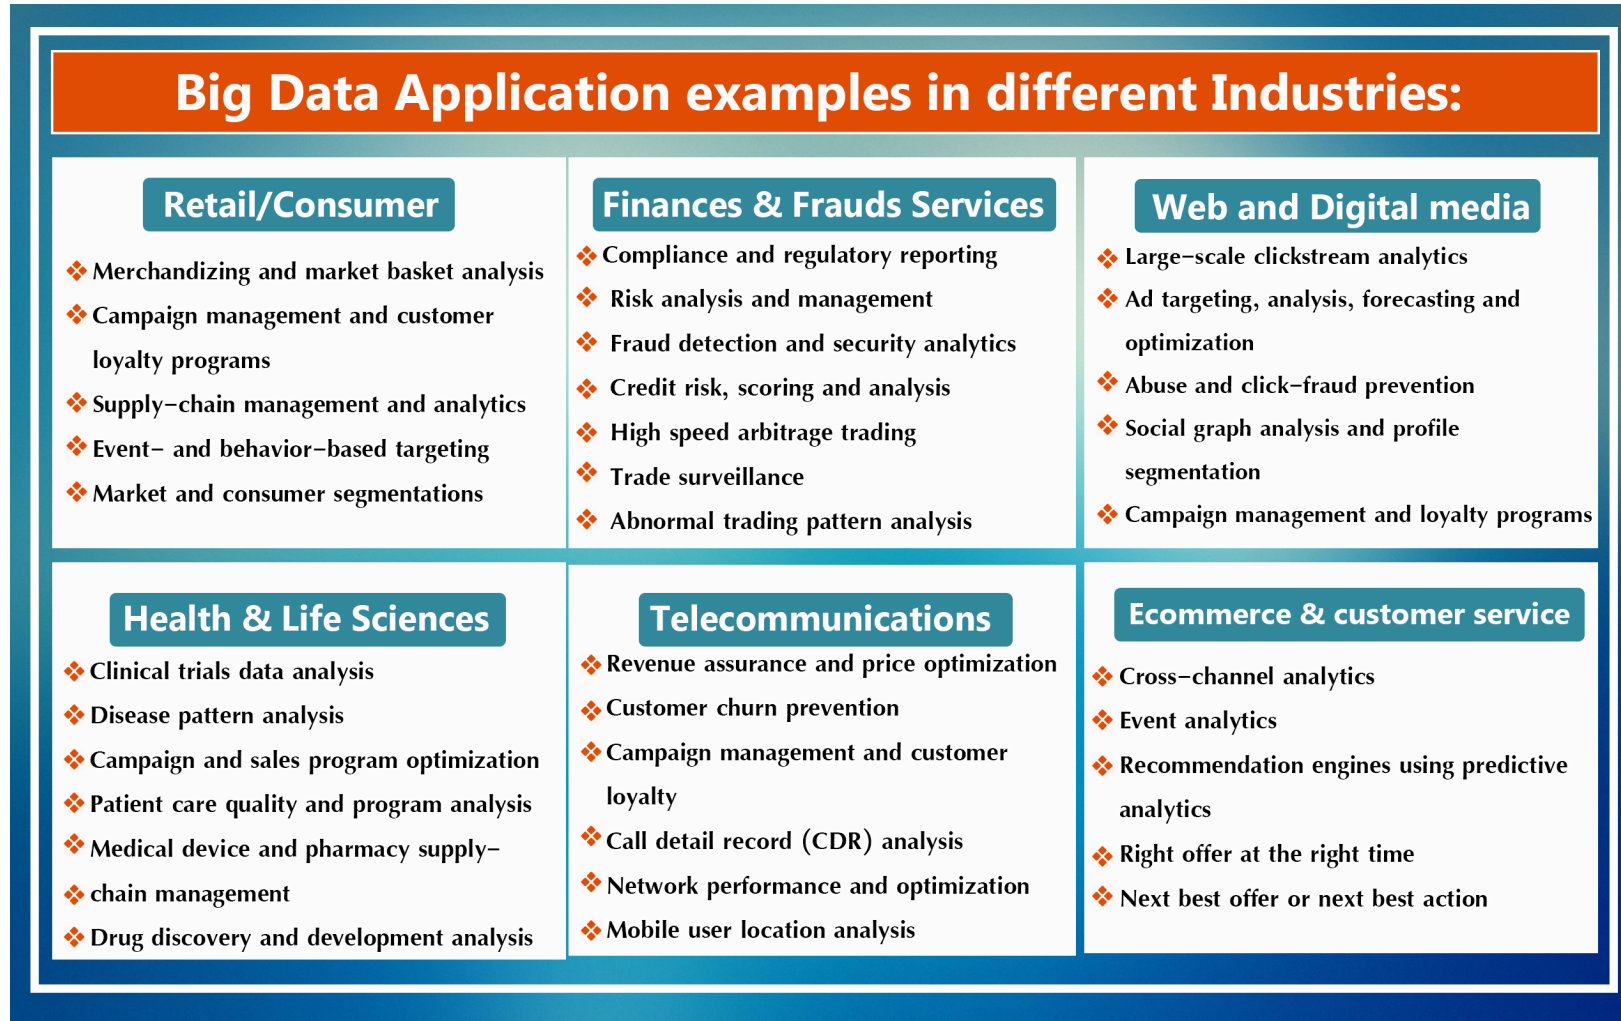 Big Data Application examples in different Industries:
Retail/Consumer
Merchandizing and market basket analysis
Campaign management and customer
loyalty programs
Supply-chain management and analytics
Event- and behavior-based targeting
Market and consumer segmentations
Finances & Frauds Services
Compliance and regulatory reporting
Risk analysis and management
Fraud detection and security analytics
Credit risk, scoring and analysis
High speed arbitrage trading
Trade surveillance
Abnormal trading pattern analysis
Web and Digital media
Large-scale clickstream analytics
Ad targeting, analysis, forecasting and
optimization
Abuse and click-fraud prevention
Social graph analysis and profile
segmentation
Campaign management and loyalty programs
Health & Life Sciences
Clinical trials data analysis
Disease pattern analysis
Campaign and sales program optimization
Patient care quality and program analysis
Medical device and pharmacy supply-
chain management
Drug discovery and development analysis
Telecommunications
Revenue assurance and price optimization
Customer churn prevention
Campaign management and customer
loyalty
Call detail record (CDR) analysis
Network performance and optimization
Mobile user location analysis
Ecommerce & customer service
Cross-channel analytics
Event analytics
Recommendation engines using predictive
analytics
Right offer at the right time
Next best offer or next best action